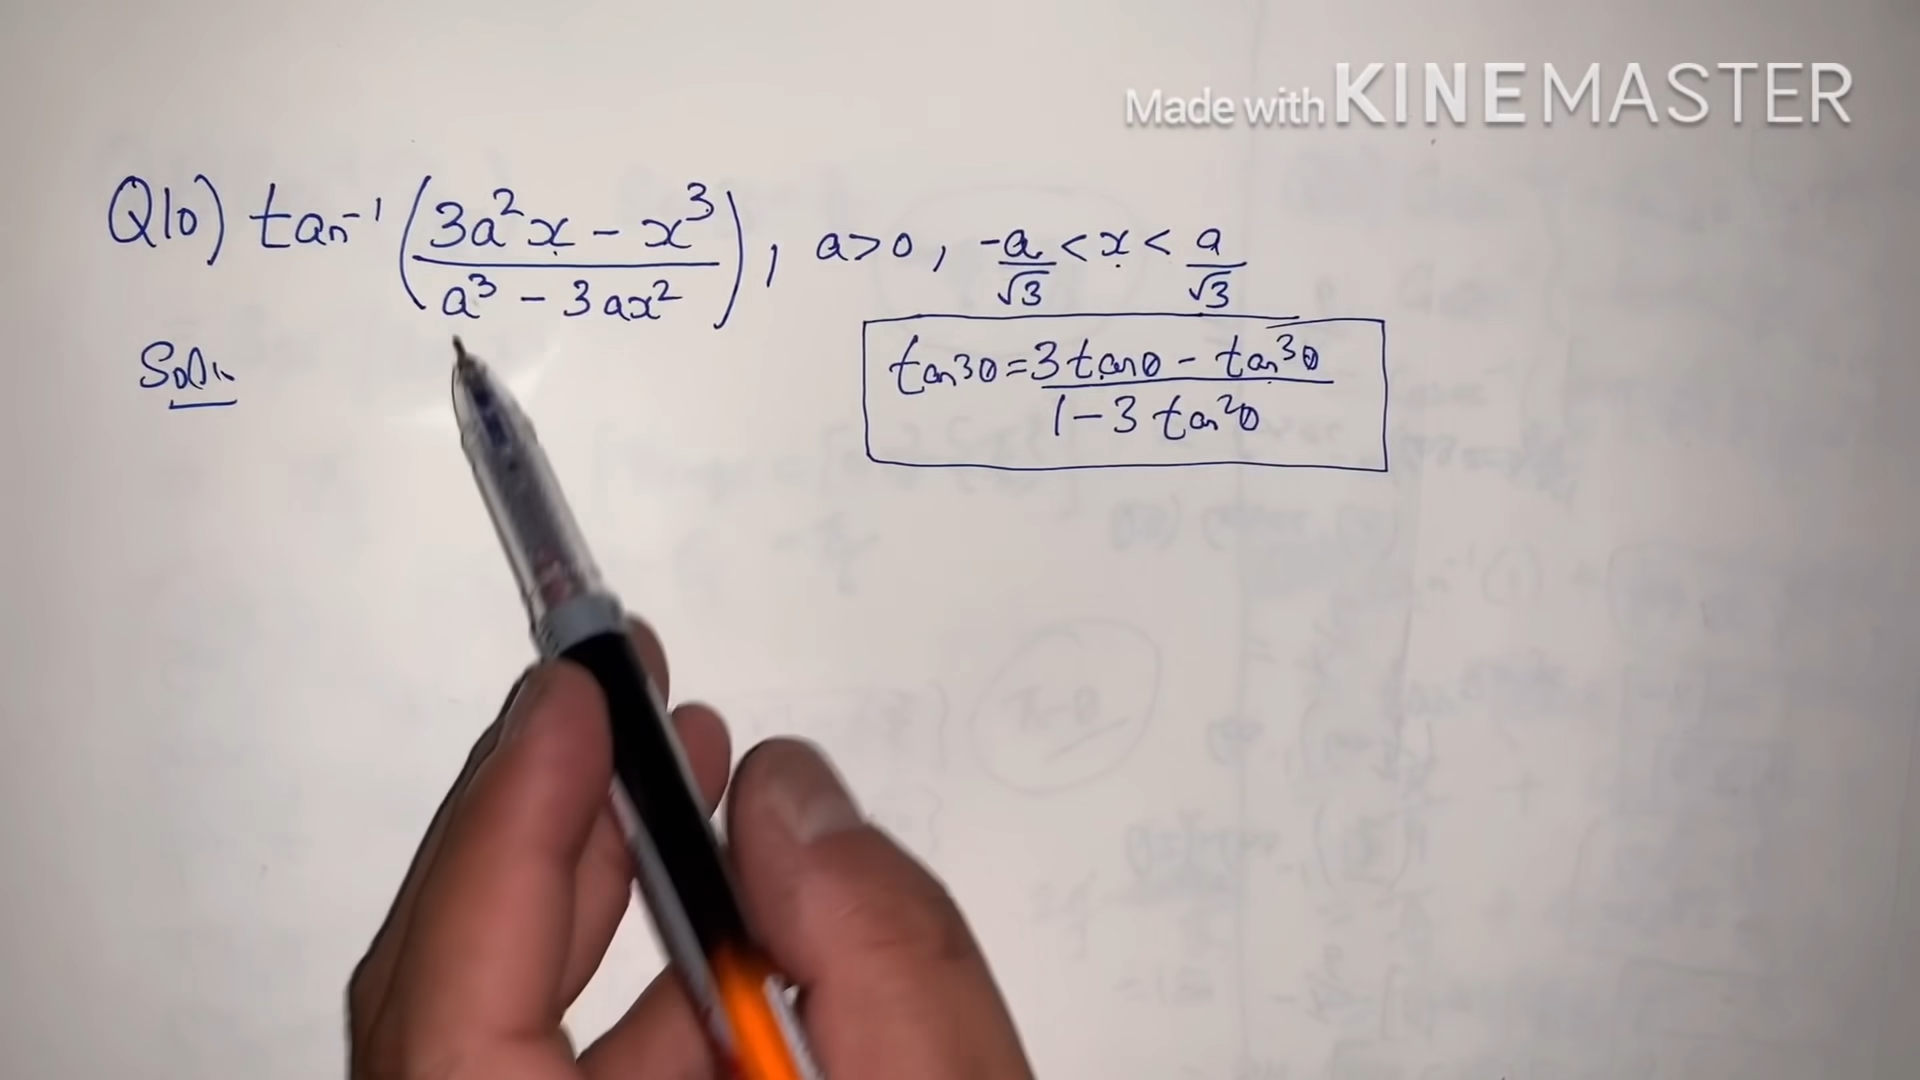 Made with KINEMASTER
Q10) tan⁻¹ (3a²x - x³ / a³ - 3ax²), a>0, -a/√3 < x < a/√3
Soln
tan3θ = 3tanθ - tan³θ / 1 - 3tan²θ